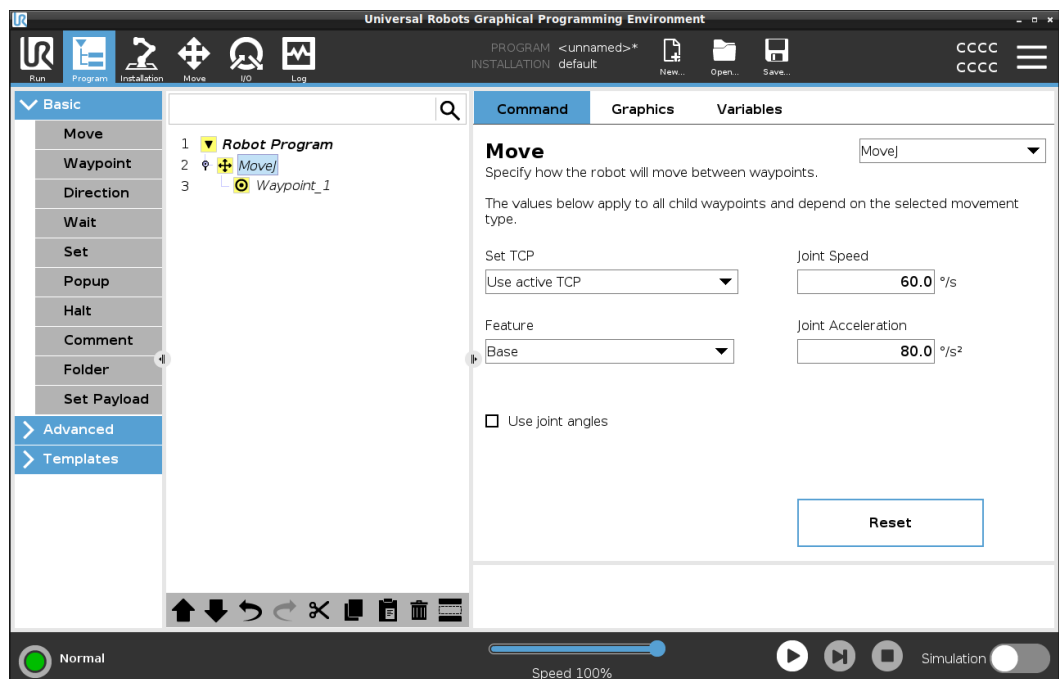 Universal Robots Graphical Programming Environment
UR
Run
Program
Installation
Move
I/O
Log
PROGRAM <unnamed>*
INSTALLATION default
New...
Open...
Save...
CCCC
CCCC
Basic
Move
Waypoint
Direction
Wait
Set
Popup
Halt
Comment
Folder
Set Payload
Advanced
Templates
1 Robot Program
2 MoveJ
3 Waypoint_1
Command Graphics Variables
Move
MoveJ
Specify how the robot will move between waypoints.
The values below apply to all child waypoints and depend on the selected movement
type.
Set TCP
Joint Speed
Use active TCP
60.0 °/s
Feature
Joint Acceleration
Base
80.0 °/s²
Use joint angles
Reset
Normal
Speed 100%
Simulation